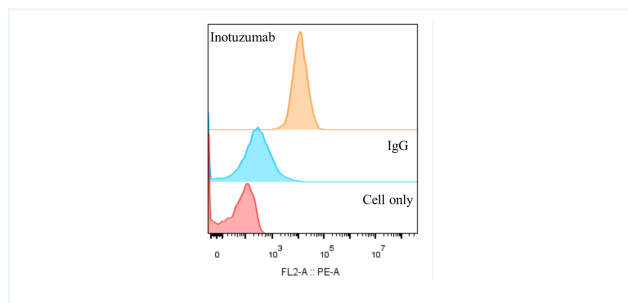 Inotuzumab
IgG
Cell only
0 10³ 10⁵ 10⁷
FL2-A :: PE-A